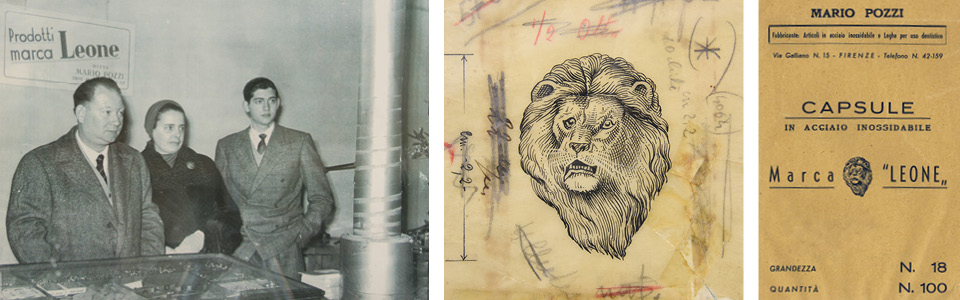 Prodotti
marca Leone
MARIO POZZI
1/2 Ott
MARIO POZZI
Fabbricante: Articoli in acciaio inossidabile e Leghe per uso dentistico
Via Galliano N. 15 - FIRENZE - Telefono N. 42-159
CAPSULE
IN ACCIAIO INOSSIDABILE
Marca "LEONE„
GRANDEZZA N. 18
QUANTITÀ N. 100